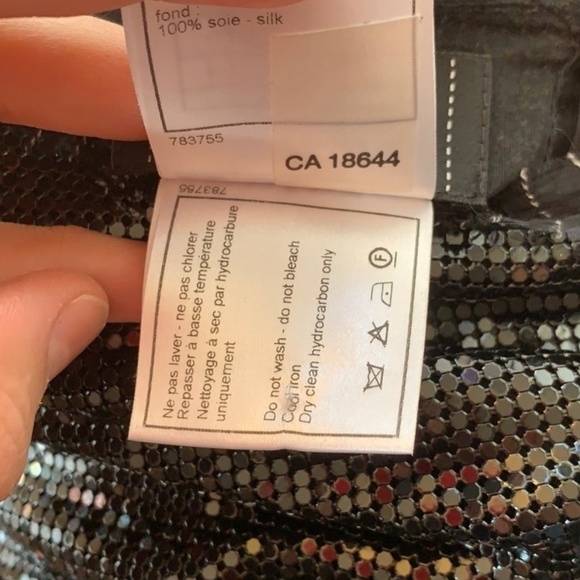 fond :
100% soie - silk
783755
CA 18644
783755
Ne pas laver - ne pas chlorer
Repasser à basse température
Nettoyage à sec par hydrocarbure
uniquement
Do not wash - do not bleach
Cool iron
Dry clean hydrocarbon only
F